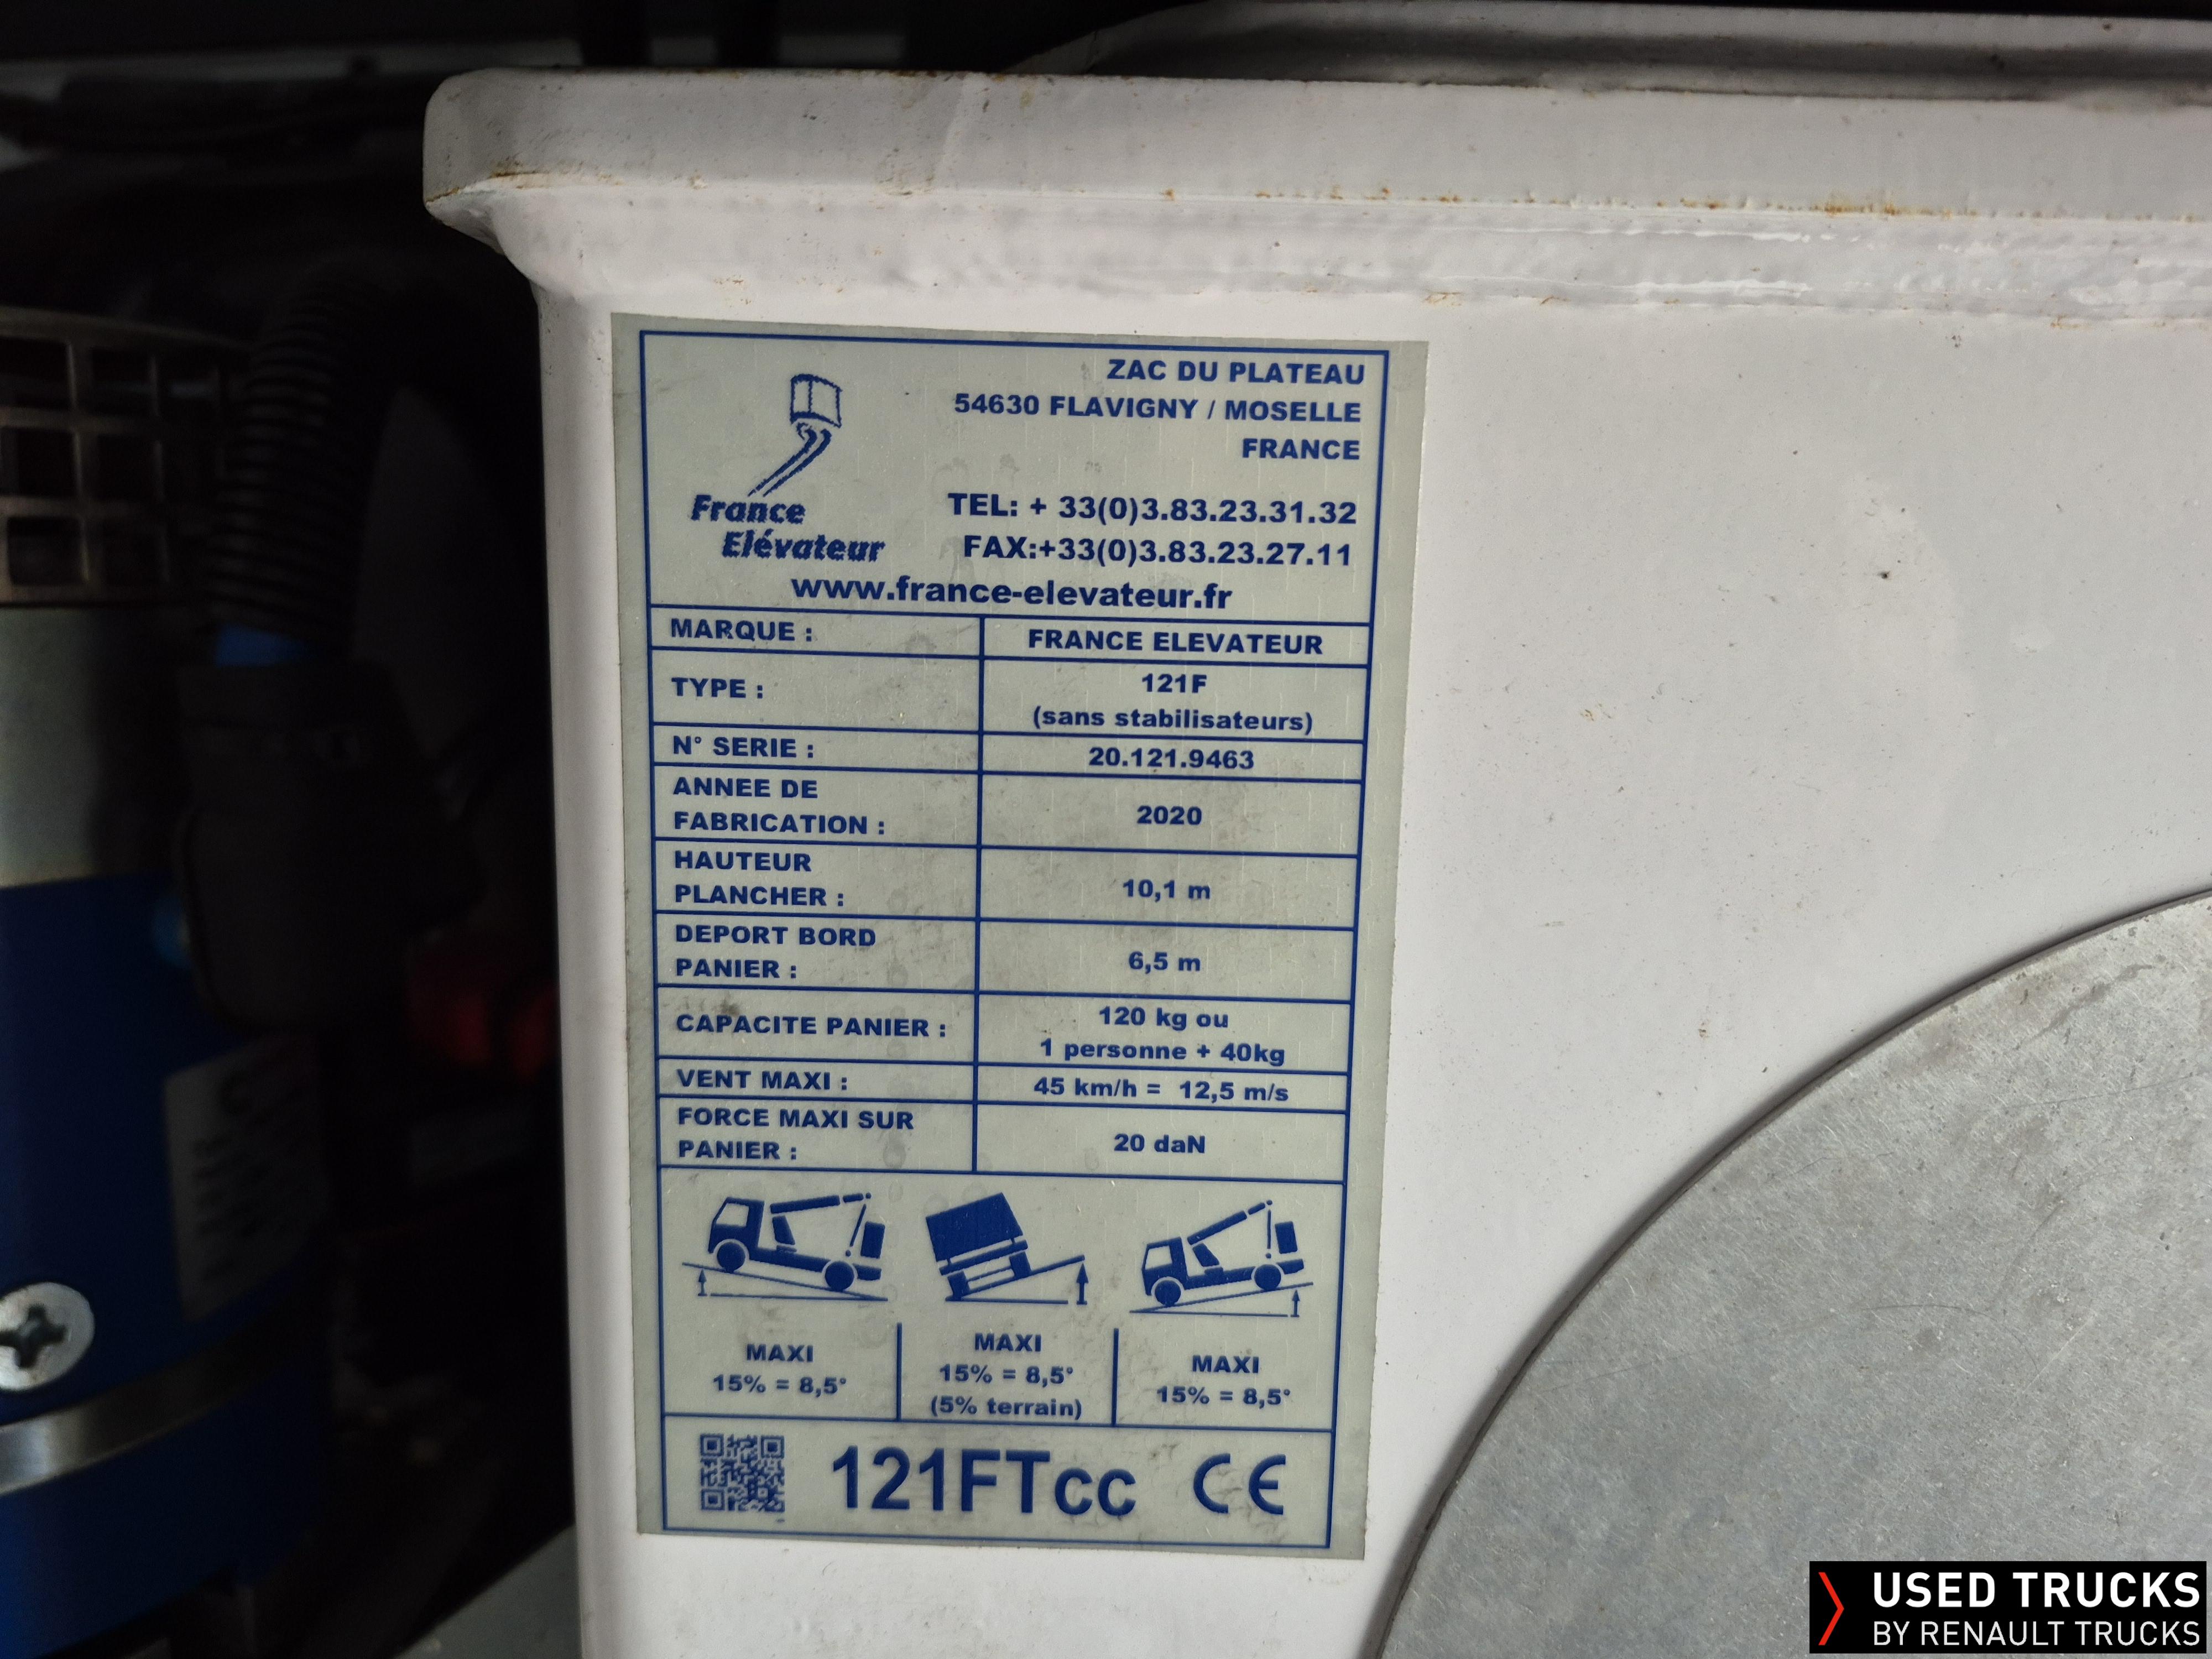 ZAC DU PLATEAU
54630 FLAVIGNY / MOSELLE
FRANCE
France
Elévateur
TEL: + 33(0)3.83.23.31.32
FAX:+33(0)3.83.23.27.11
www.france-elevateur.fr
MARQUE : FRANCE ELEVATEUR
TYPE : 121F
(sans stabilisateurs)
N° SERIE : 20.121.9463
ANNEE DE
FABRICATION : 2020
HAUTEUR
PLANCHER : 10,1 m
DEPORT BORD
PANIER : 6,5 m
CAPACITE PANIER : 120 kg ou
1 personne + 40kg
VENT MAXI : 45 km/h = 12,5 m/s
FORCE MAXI SUR
PANIER : 20 daN
MAXI
15% = 8,5°
MAXI
15% = 8,5°
(5% terrain)
MAXI
15% = 8,5°
121FTCC CE
USED TRUCKS
BY RENAULT TRUCKS